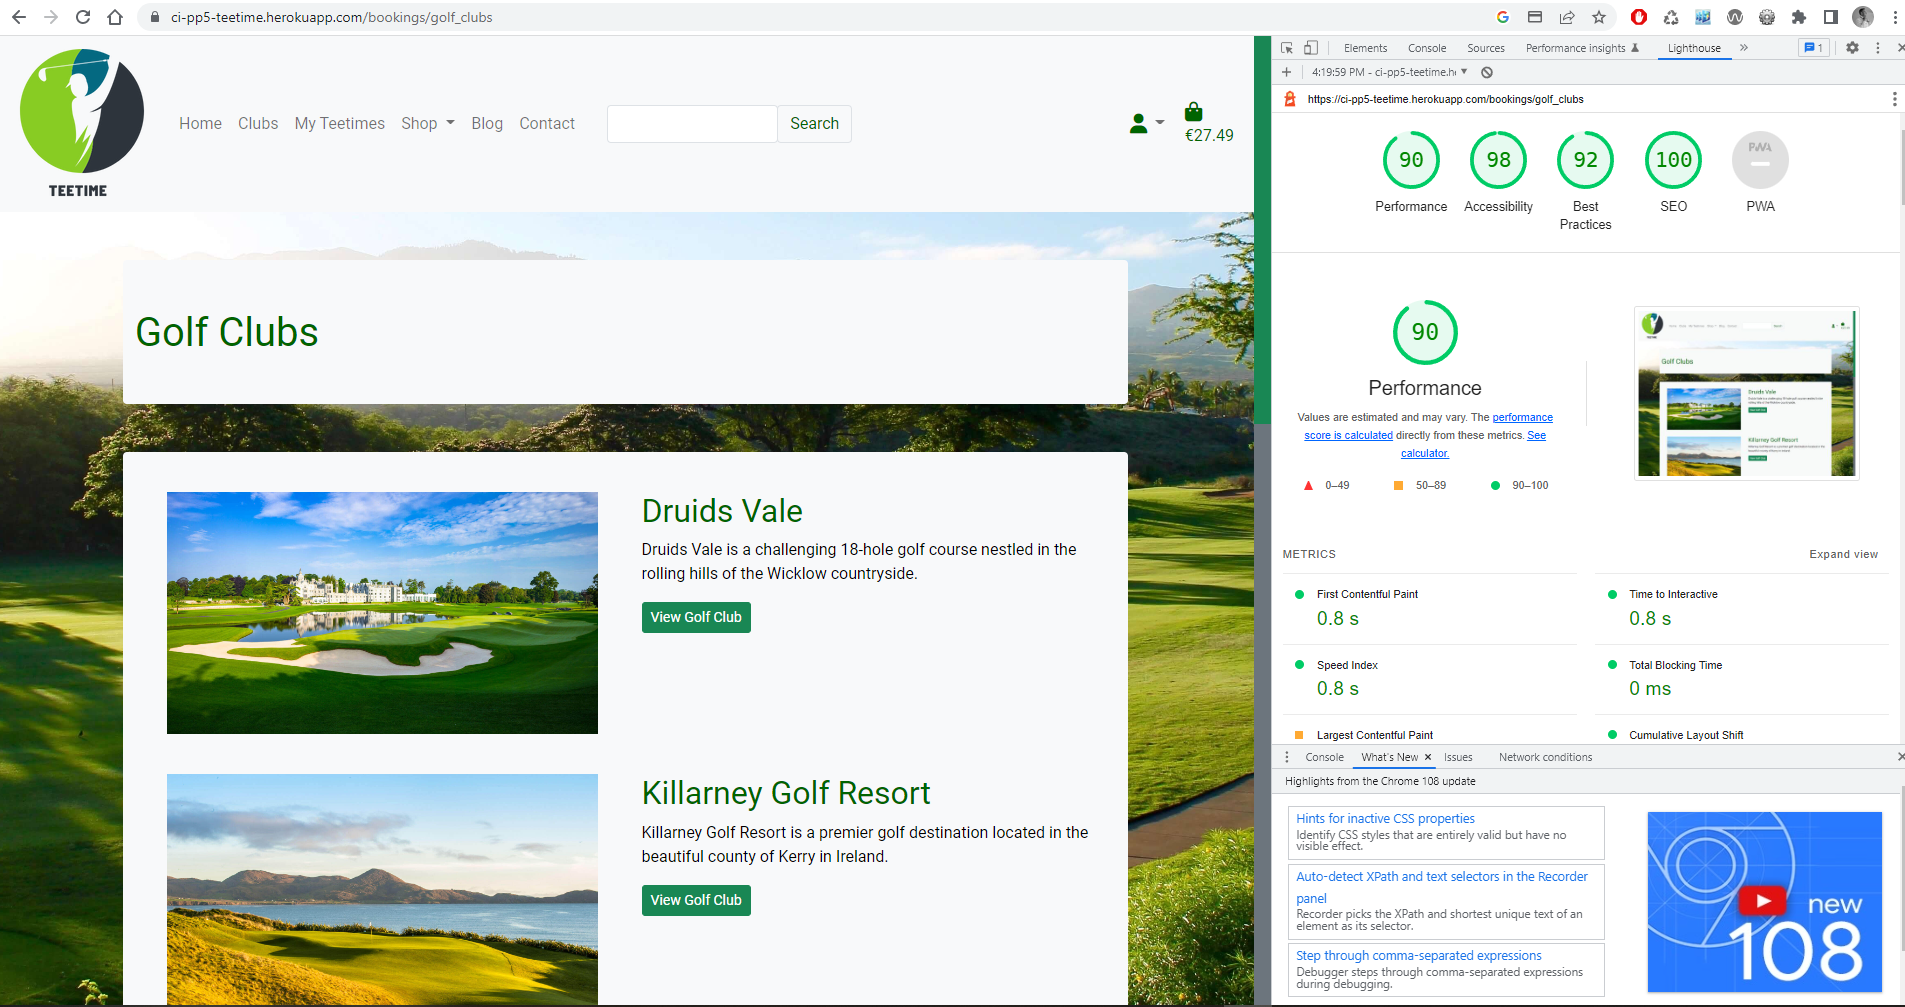 ci-pp5-teetime.herokuapp.com/bookings/golf_clubs
TEETIME
Home Clubs My Teetimes Shop Blog Contact
Search
€27.49
Golf Clubs
Druids Vale
Druids Vale is a challenging 18-hole golf course nestled in the
rolling hills of the Wicklow countryside.
View Golf Club
Killarney Golf Resort
Killarney Golf Resort is a premier golf destination located in the
beautiful county of Kerry in Ireland.
View Golf Club
Elements Console Sources Performance insights Lighthouse » 1
4:19:59 PM - ci-pp5-teetime.h
https://ci-pp5-teetime.herokuapp.com/bookings/golf_clubs
90 98 92 100 PWA
Performance Accessibility Best Practices SEO PWA
90
Performance
Values are estimated and may vary. The performance
score is calculated directly from these metrics. See
calculator.
0–49 50–89 90–100
Golf Clubs
Druids Vale
Killarney Golf Resort
METRICS Expand view
First Contentful Paint
0.8 s
Time to Interactive
0.8 s
Speed Index
0.8 s
Total Blocking Time
0 ms
Largest Contentful Paint
Cumulative Layout Shift
Console What's New Issues Network conditions
Highlights from the Chrome 108 update
Hints for inactive CSS properties
Identify CSS styles that are entirely valid but have no
visible effect.
Auto-detect XPath and text selectors in the Recorder
panel
Recorder picks the XPath and shortest unique text of an
element as its selector.
Step through comma-separated expressions
Debugger steps through comma-separated expressions
during debugging.
new
108